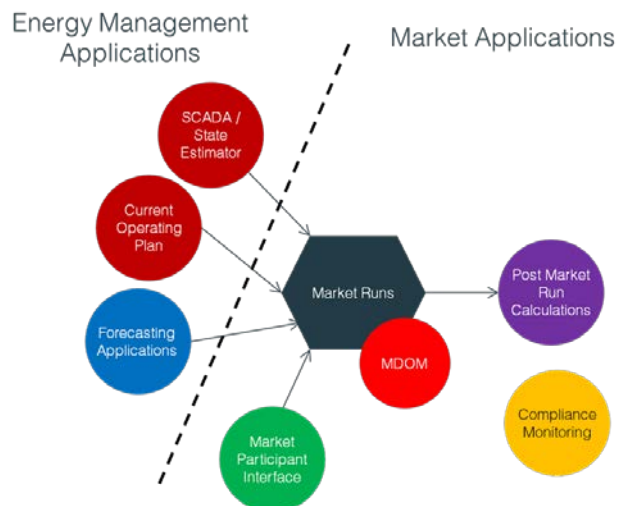 Energy Management
Applications
Market Applications
SCADA /
State
Estimator
Current
Operating
Plan
Forecasting
Applications
Market Runs
Post Market
Run
Calculations
MDOM
Compliance
Monitoring
Market
Participant
Interface